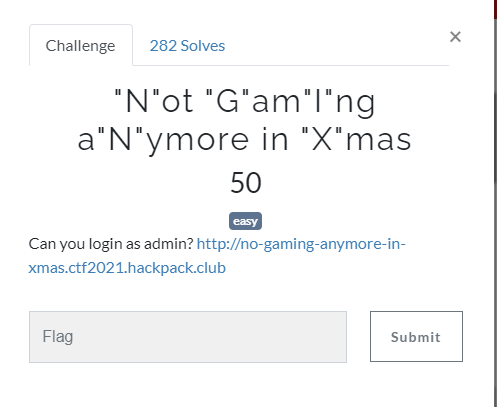 Challenge 282 Solves ×
"N"ot "G"am"I"ng
a"N"ymore in "X"mas
50
easy
Can you login as admin? http://no-gaming-anymore-in-
xmas.ctf2021.hackpack.club
Flag Submit